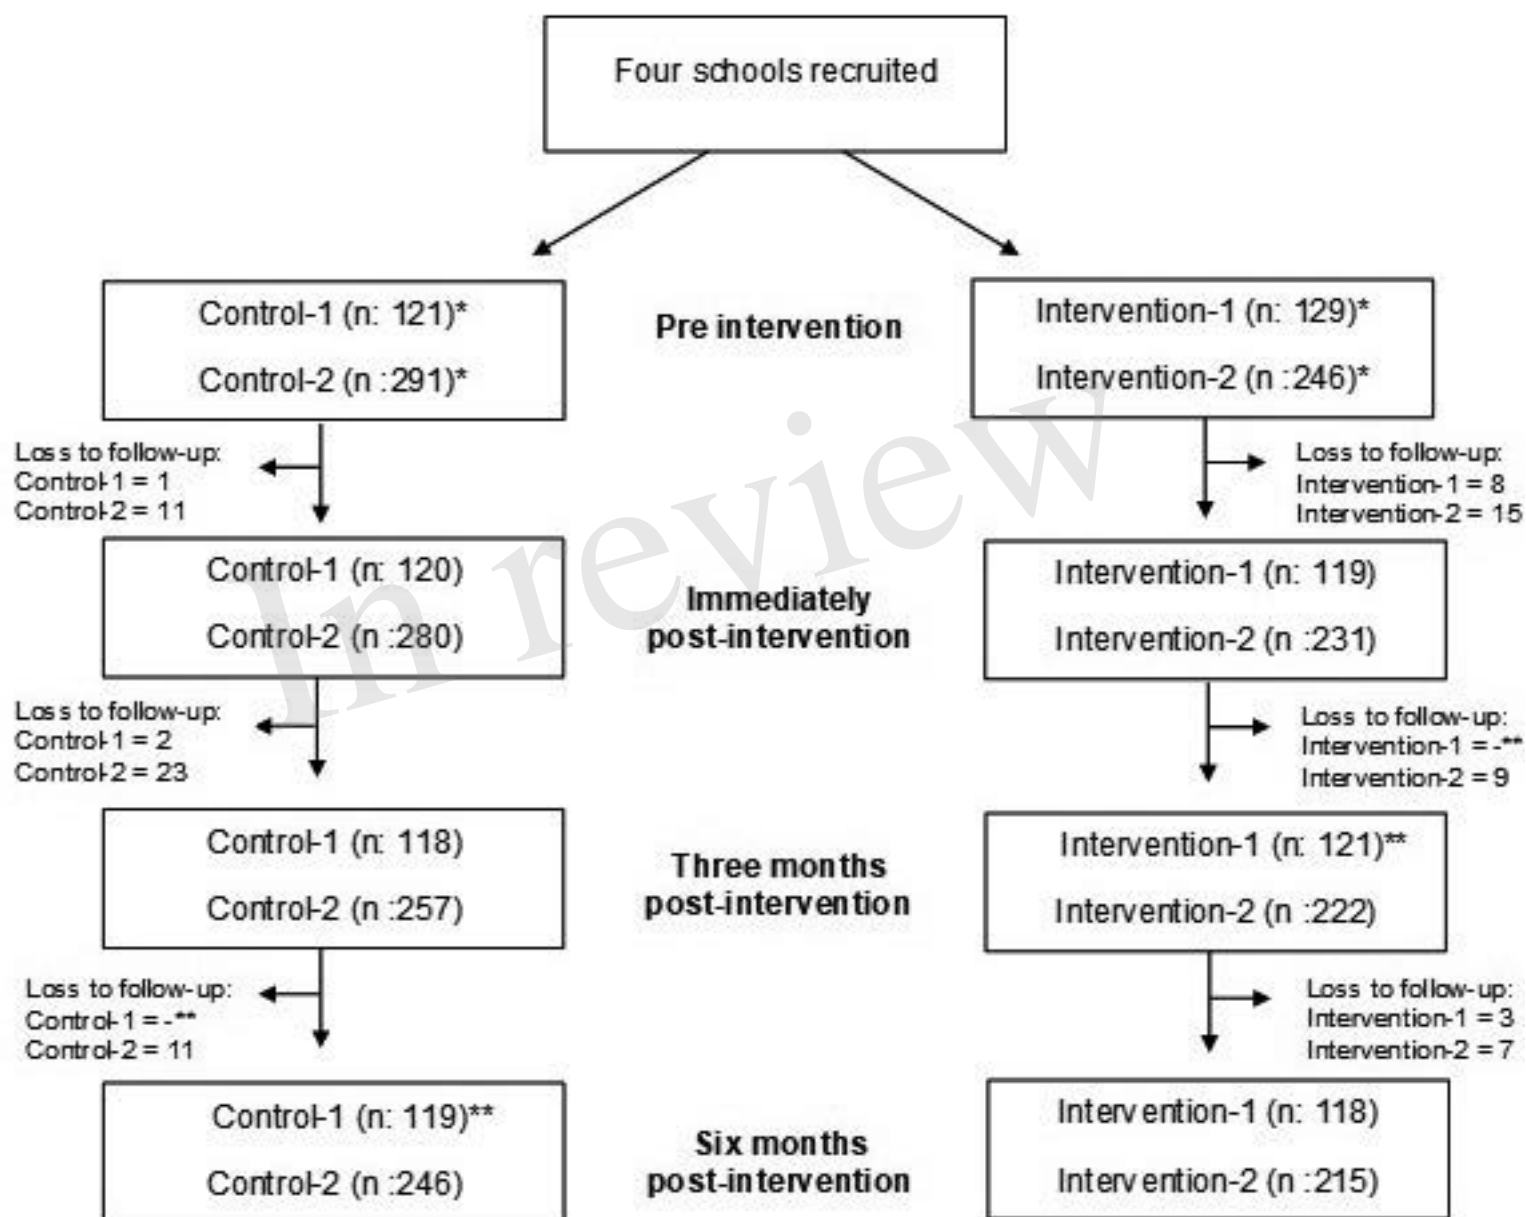 Four schools recruited
Control-1 (n: 121)*
Control-2 (n :291)*
Pre intervention
Intervention-1 (n: 129)*
Intervention-2 (n :246)*
Loss to follow-up:
Control-1 = 1
Control-2 = 11
Loss to follow-up:
Intervention-1 = 8
Intervention-2 = 15
Control-1 (n: 120)
Control-2 (n :280)
Immediately
post-intervention
Intervention-1 (n: 119)
Intervention-2 (n :231)
Loss to follow-up:
Control-1 = 2
Control-2 = 23
Loss to follow-up:
Intervention-1 = -**
Intervention-2 = 9
Control-1 (n: 118)
Control-2 (n :257)
Three months
post-intervention
Intervention-1 (n: 121)**
Intervention-2 (n :222)
Loss to follow-up:
Control-1 = -**
Control-2 = 11
Loss to follow-up:
Intervention-1 = 3
Intervention-2 = 7
Control-1 (n: 119)**
Control-2 (n :246)
Six months
post-intervention
Intervention-1 (n: 118)
Intervention-2 (n :215)
In review